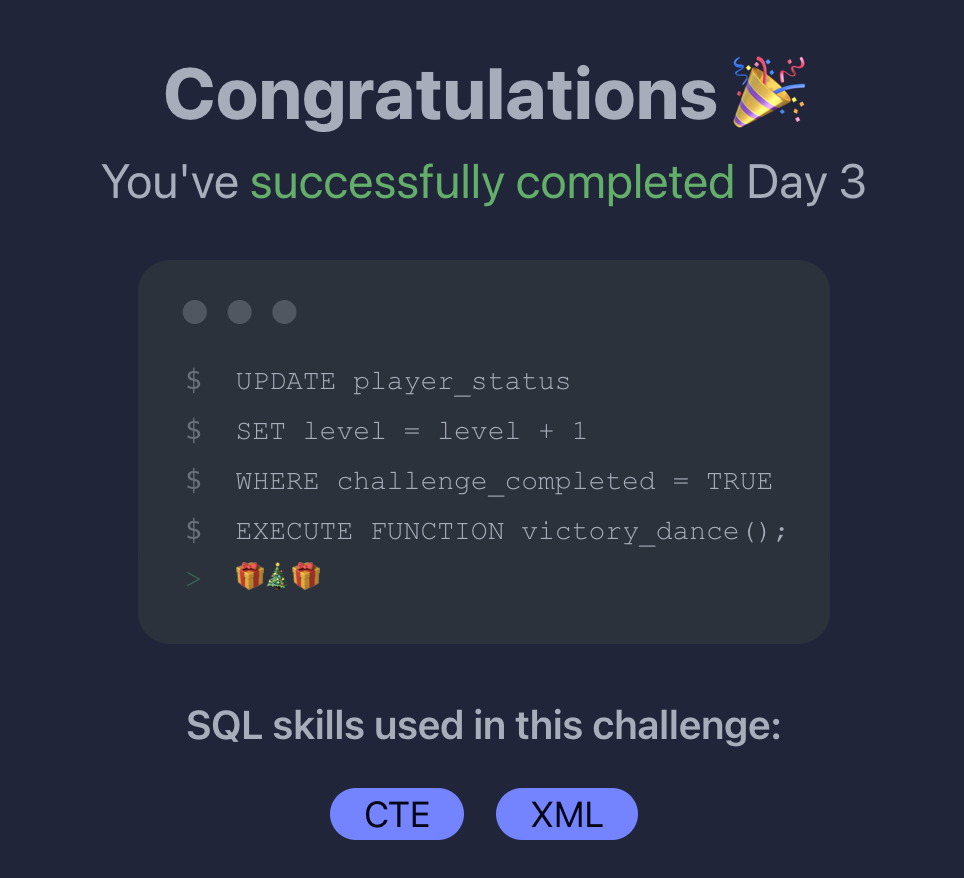 Congratulations 🎉
You've successfully completed Day 3
$ UPDATE player_status
$ SET level = level + 1
$ WHERE challenge_completed = TRUE
$ EXECUTE FUNCTION victory_dance();
> 🎁🎄🎁
SQL skills used in this challenge:
CTE XML